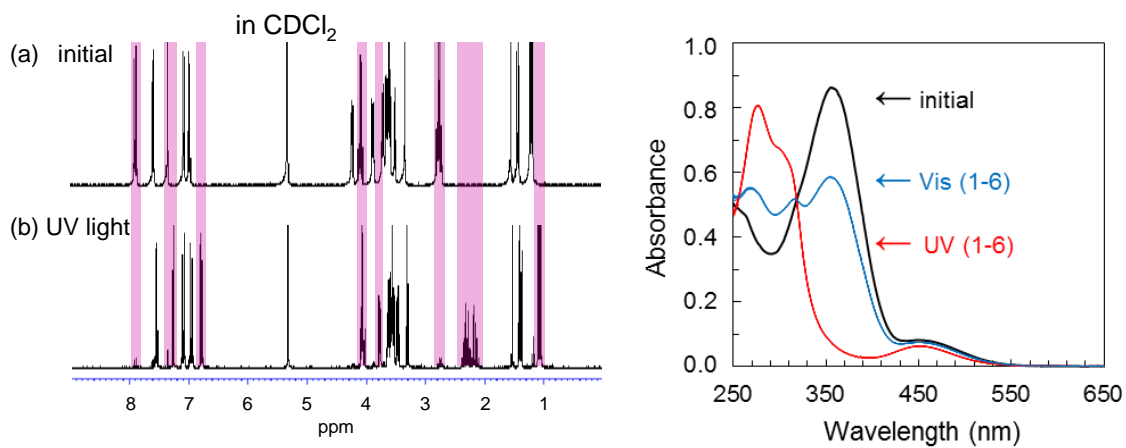 in CDCl2
(a) initial
(b) UV light
8 7 6 5 4 3 2 1
ppm
1.0
0.8
0.6
0.4
0.2
0.0
Absorbance
← initial
← Vis (1-6)
← UV (1-6)
250 350 450 550 650
Wavelength (nm)